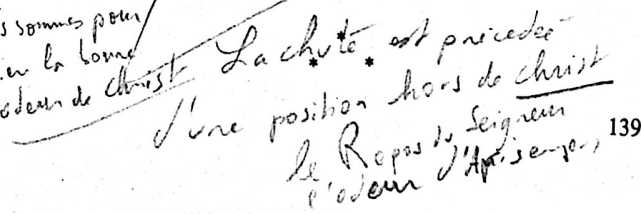 s sommes pour
en la bonne
odeur de Christ
La chute est précédée
d'une position hors de christ
le Repos du Seigneur
l'odeur d'Apaisement
* * *
139